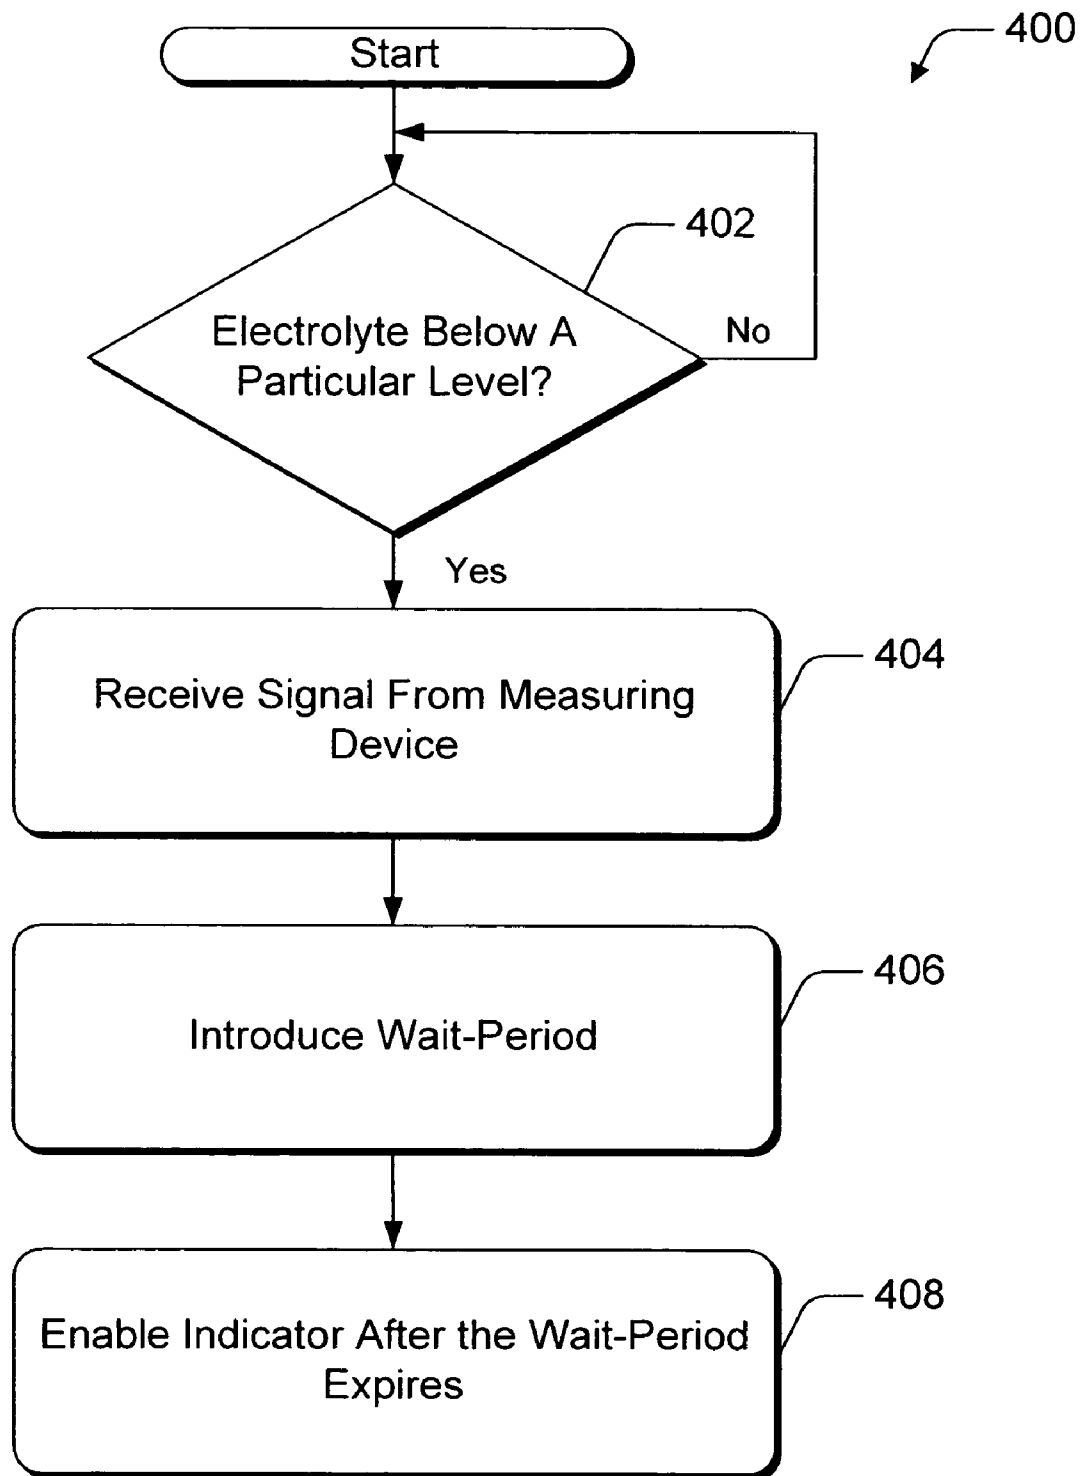 Start
400
402
Electrolyte Below A
Particular Level?
No
Yes
Receive Signal From Measuring
Device
404
Introduce Wait-Period
406
Enable Indicator After the Wait-Period
Expires
408